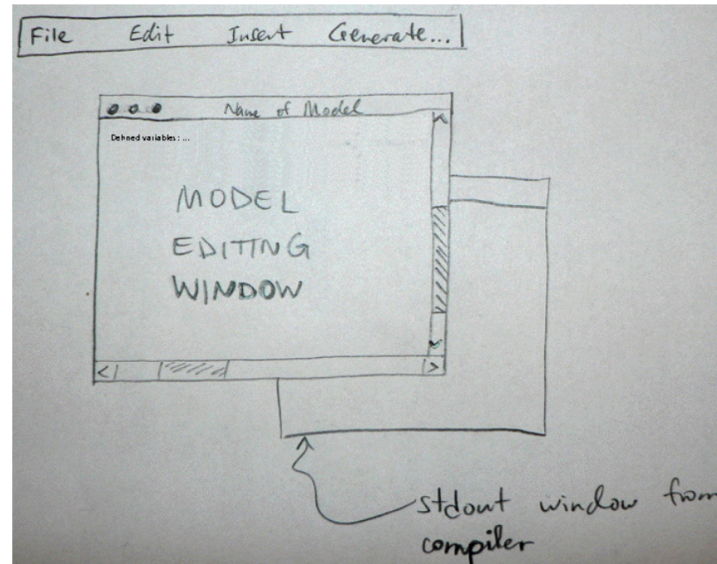 File Edit Insert Generate...
Name of Model
Defined variables: ...
MODEL
EDITING
WINDOW
stdout window from
compiler